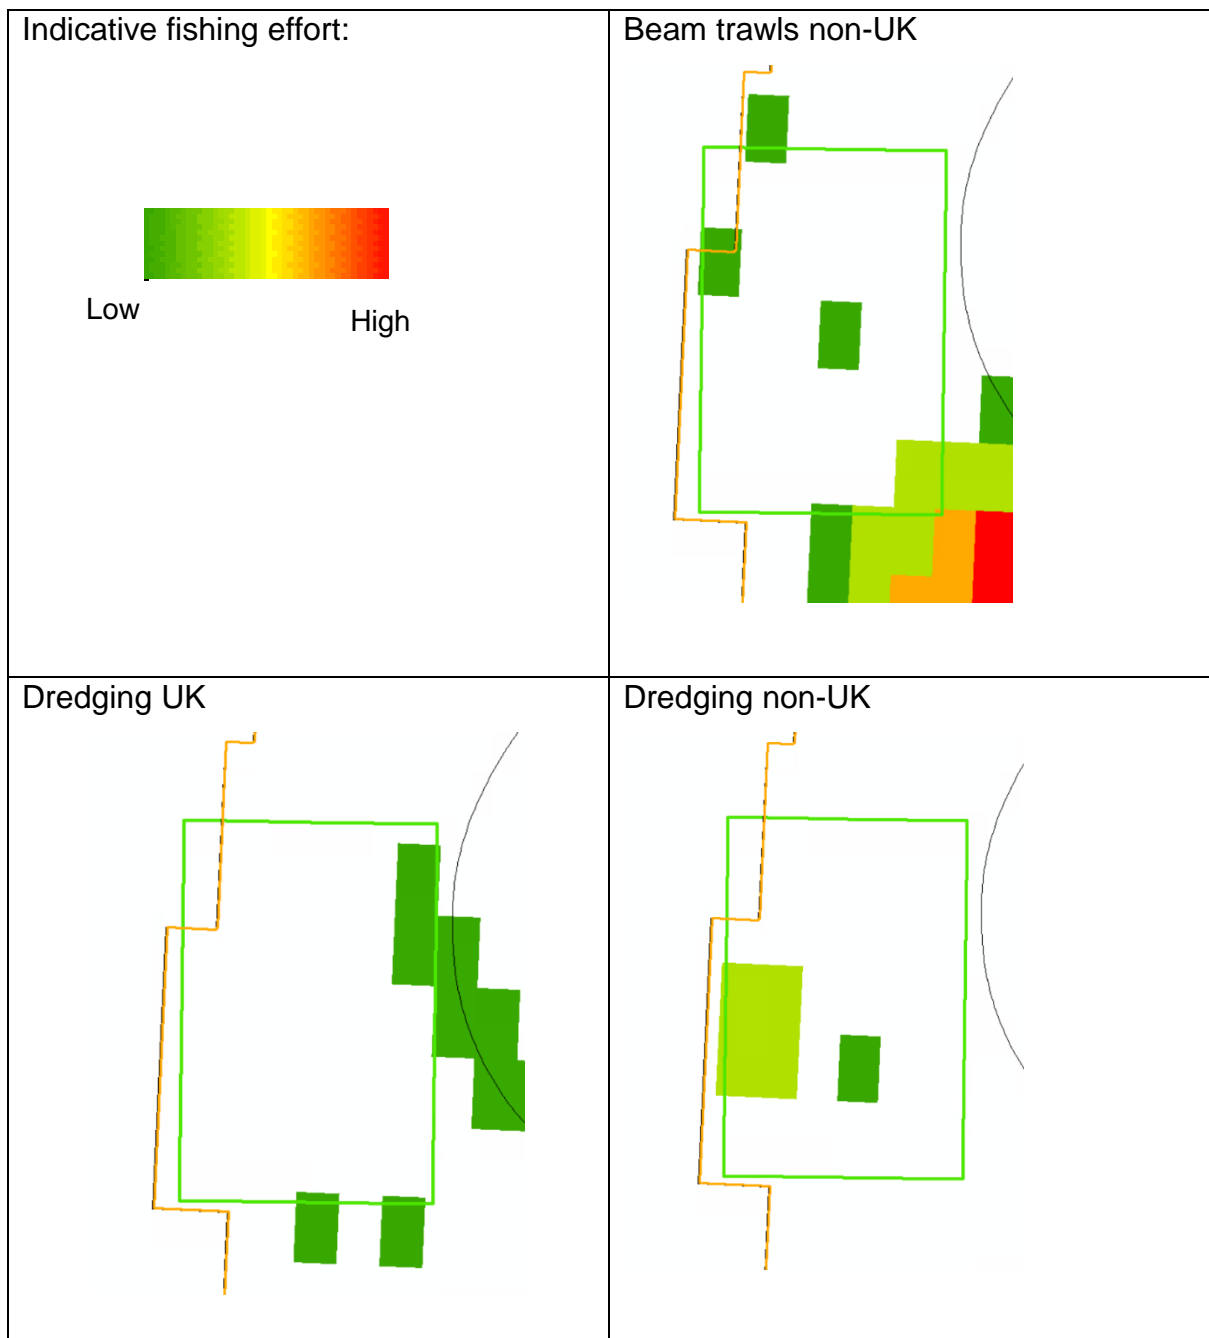 Indicative fishing effort:
Low
High
Beam trawls non-UK
Dredging UK
Dredging non-UK